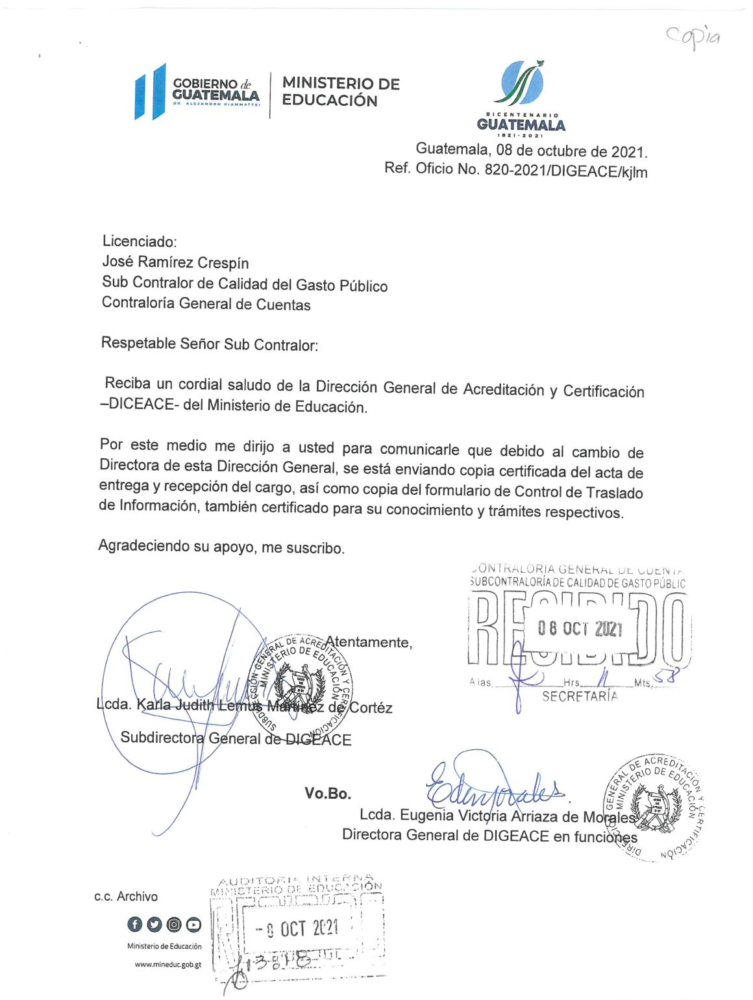 copia
GOBIERNO de
GUATEMALA
DR. ALEJANDRO GIAMMATTEI
MINISTERIO DE
EDUCACIÓN
BICENTENARIO
GUATEMALA
1821-2021
Guatemala, 08 de octubre de 2021.
Ref. Oficio No. 820-2021/DIGEACE/kjlm
Licenciado:
José Ramírez Crespín
Sub Contralor de Calidad del Gasto Público
Contraloría General de Cuentas
Respetable Señor Sub Contralor:
Reciba un cordial saludo de la Dirección General de Acreditación y Certificación
–DICEACE- del Ministerio de Educación.
Por este medio me dirijo a usted para comunicarle que debido al cambio de
Directora de esta Dirección General, se está enviando copia certificada del acta de
entrega y recepción del cargo, así como copia del formulario de Control de Traslado
de Información, también certificado para su conocimiento y trámites respectivos.
Agradeciendo su apoyo, me suscribo.
CONTRALORIA GENERAL DE CUENTA
SUBCONTRALORÍA DE CALIDAD DE GASTO PÚBLIC
RECIBIDO
08 OCT 2021
A las Hrs. 11 Mts. 58
SECRETARÍA
Atentamente,
SUBDIRECCIÓN GENERAL DE ACREDITACIÓN Y CERTIFICACIÓN
MINISTERIO DE EDUCACIÓN
Lcda. Karla Judith Lemus Martínez de Cortéz
Subdirectora General de DIGEACE
Vo.Bo.
DIRECCIÓN GENERAL DE ACREDITACIÓN Y CERTIFICACIÓN
MINISTERIO DE EDUCACIÓN
Lcda. Eugenia Victoria Arriaza de Morales
Directora General de DIGEACE en funciones
c.c. Archivo
AUDITORIA INTERNA
MINISTERIO DE EDUCACIÓN
-8 OCT 2021
Ministerio de Educación
www.mineduc.gob.gt